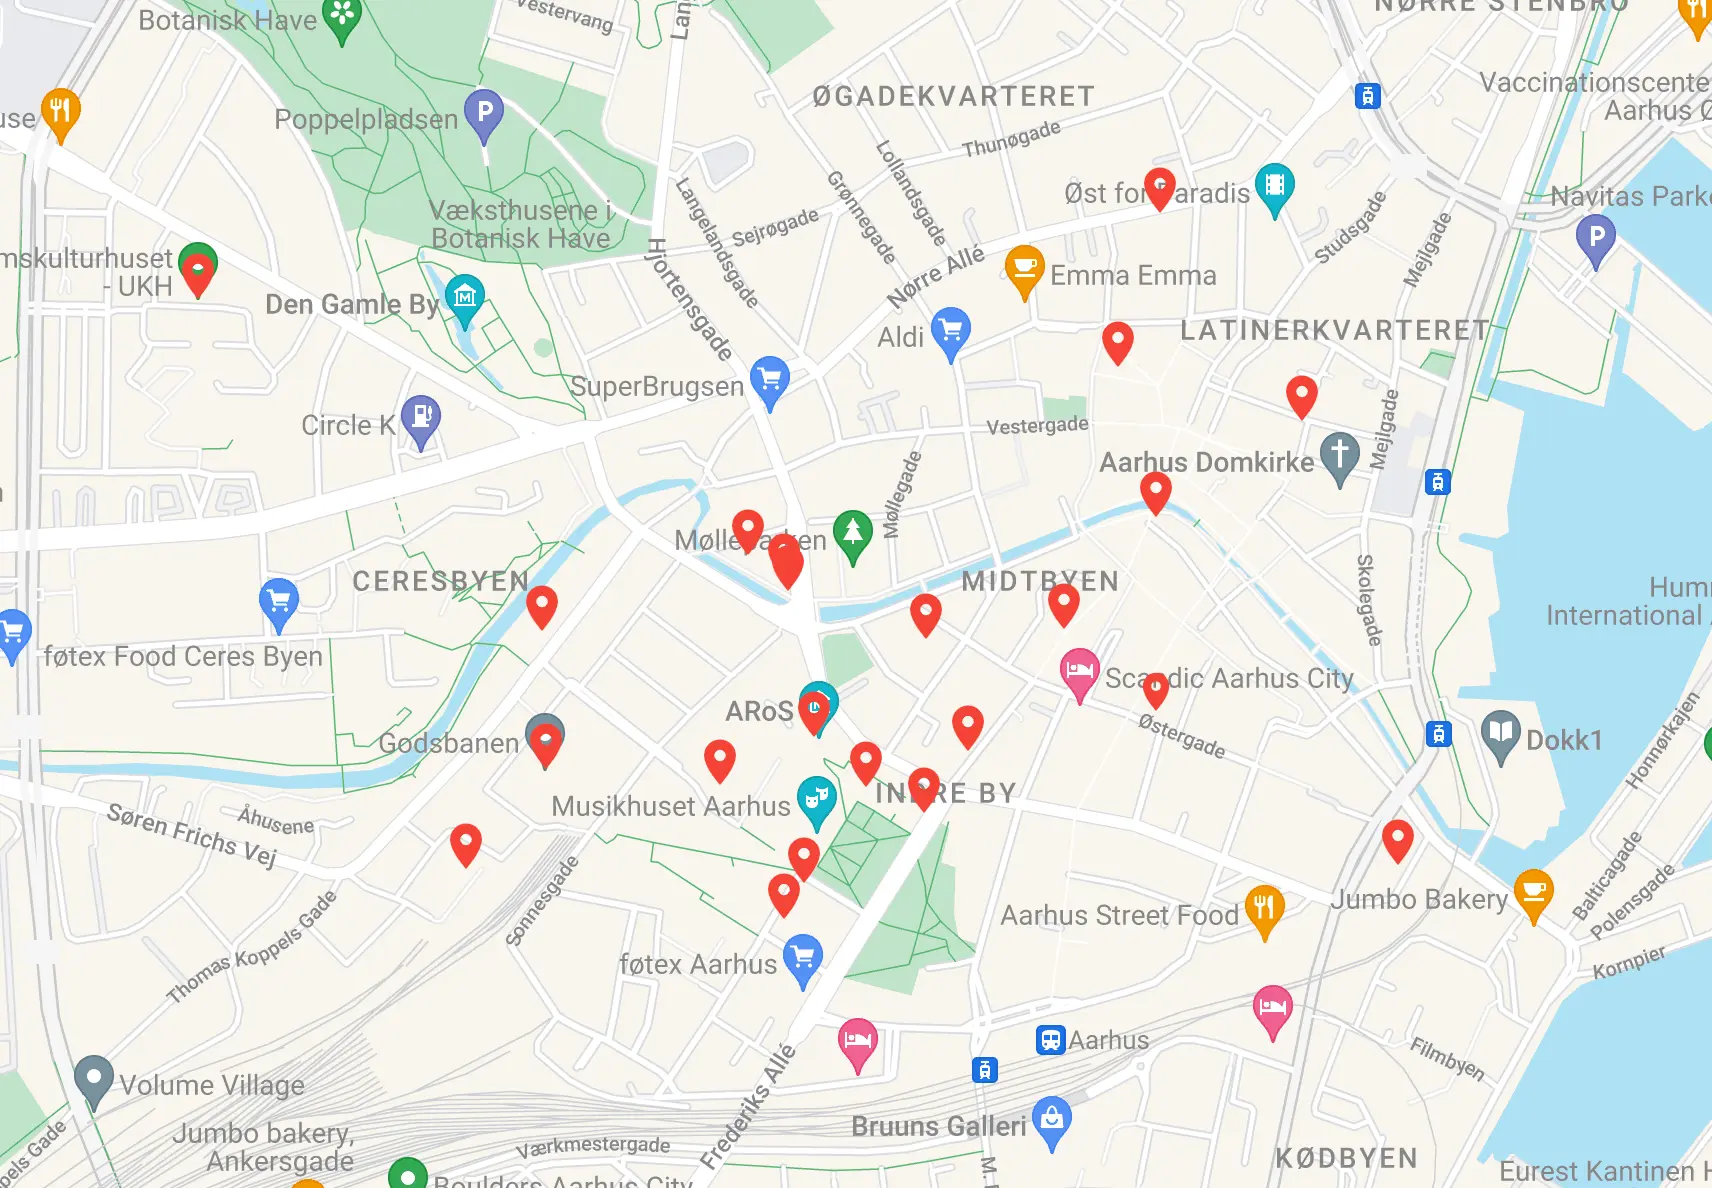 Botanisk Have
Vestervang
NØRRE STENBRO
ØGADEKVARTERET
Vaccinationscente
Aarhus Ø
use
Poppelpladsen
P
Thunøgade
Lollandsgade
Grønnegade
Langelandsgade
Øst for Paradis
Navitas Parke
P
Væksthusene i
Botanisk Have
Sejrøgade
Studsgade
Mejlgade
mskulturhuset
- UKH
Hjortensgade
Nørre Allé
Emma Emma
Den Gamle By
M
Aldi
LATINERKVARTERET
SuperBrugsen
Circle K
Vestergade
Mejlgade
Aarhus Domkirke
Møllegade
Mølleparken
CERESBYEN
MIDTBYEN
Skolegade
Humm
International
føtex Food Ceres Byen
Scandic Aarhus City
ARoS
Østergade
Godsbanen
Dokk1
Honnørkajen
Musikhuset Aarhus
INDRE BY
Søren Frichs Vej
Åhusene
Sonnesgade
Thomas Koppels Gade
Jumbo Bakery
Balticagade
Polensgade
Aarhus Street Food
Kornpier
føtex Aarhus
Aarhus
Filmbyen
Volume Village
Frederiks Allé
Bruuns Galleri
Jumbo bakery,
Ankersgade
Værkmestergade
KØDBYEN
ppels Gade
M.
Eurest Kantinen H
Boulders Aarhus City